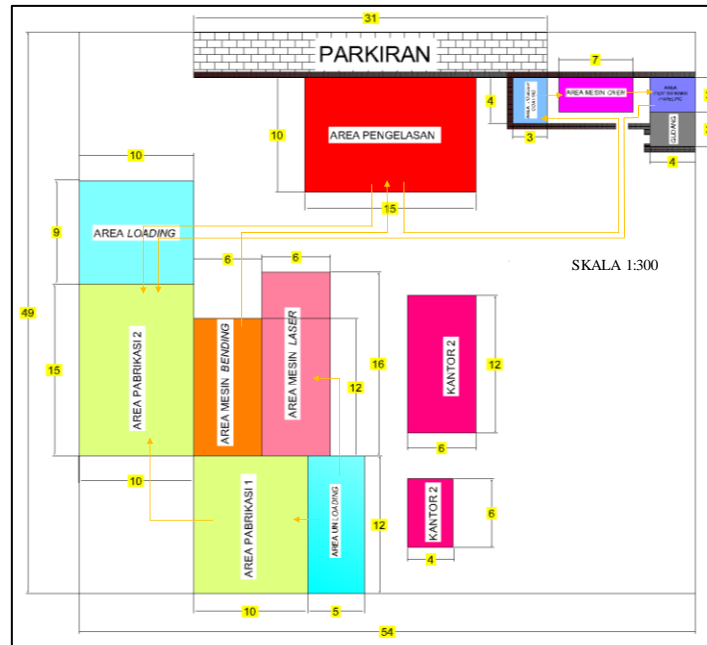 31
PARKIRAN
7
AREA MESIN OVEN
4
3
GUDANG
4
10
AREA PENGELASAN
15
10
9
AREA LOADING
6
6
SKALA 1:300
49
15
AREA PABRIKASI 2
AREA MESIN BENDING
AREA MESIN LASER
16
12
KANTOR 2
12
6
10
AREA PABRIKASI 1
AREA UNLOADING
12
KANTOR 2
6
4
10
5
54